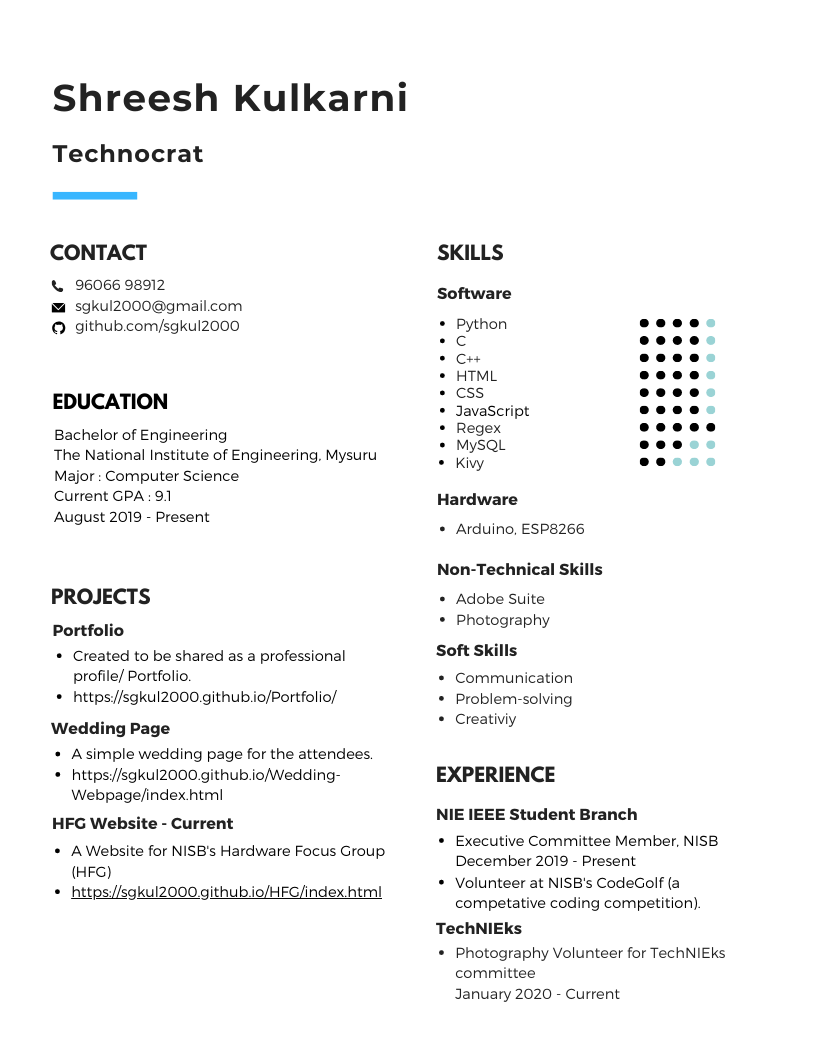 Shreesh Kulkarni
Technocrat
CONTACT
96066 98912
sgkul2000@gmail.com
github.com/sgkul2000
EDUCATION
Bachelor of Engineering
The National Institute of Engineering, Mysuru
Major : Computer Science
Current GPA : 9.1
August 2019 - Present
PROJECTS
Portfolio
• Created to be shared as a professional
profile/ Portfolio.
• https://sgkul2000.github.io/Portfolio/
Wedding Page
• A simple wedding page for the attendees.
• https://sgkul2000.github.io/Wedding-
Webpage/index.html
HFG Website - Current
• A Website for NISB's Hardware Focus Group
(HFG)
• https://sgkul2000.github.io/HFG/index.html
SKILLS
Software
• Python
• C
• C++
• HTML
• CSS
• JavaScript
• Regex
• MySQL
• Kivy
Hardware
• Arduino, ESP8266
Non-Technical Skills
• Adobe Suite
• Photography
Soft Skills
• Communication
• Problem-solving
• Creativiy
EXPERIENCE
NIE IEEE Student Branch
• Executive Committee Member, NISB
December 2019 - Present
• Volunteer at NISB's CodeGolf (a
competative coding competition).
TechNIEks
• Photography Volunteer for TechNIEks
committee
January 2020 - Current